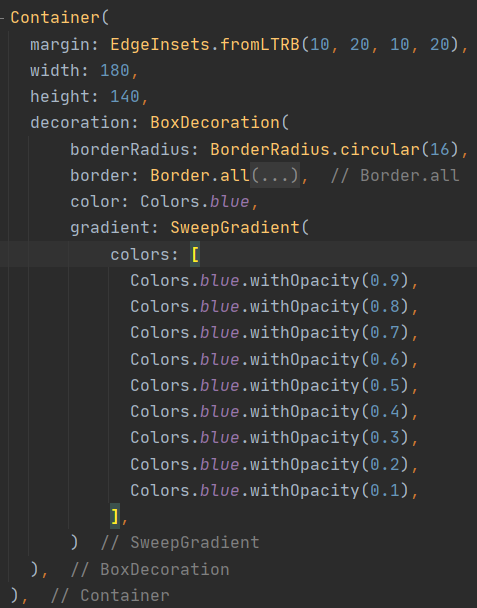 Container(
margin: EdgeInsets.fromLTRB(10, 20, 10, 20),
width: 180,
height: 140,
decoration: BoxDecoration(
borderRadius: BorderRadius.circular(16),
border: Border.all(...),  // Border.all
color: Colors.blue,
gradient: SweepGradient(
colors: [
Colors.blue.withOpacity(0.9),
Colors.blue.withOpacity(0.8),
Colors.blue.withOpacity(0.7),
Colors.blue.withOpacity(0.6),
Colors.blue.withOpacity(0.5),
Colors.blue.withOpacity(0.4),
Colors.blue.withOpacity(0.3),
Colors.blue.withOpacity(0.2),
Colors.blue.withOpacity(0.1),
],
)  // SweepGradient
),  // BoxDecoration
),  // Container